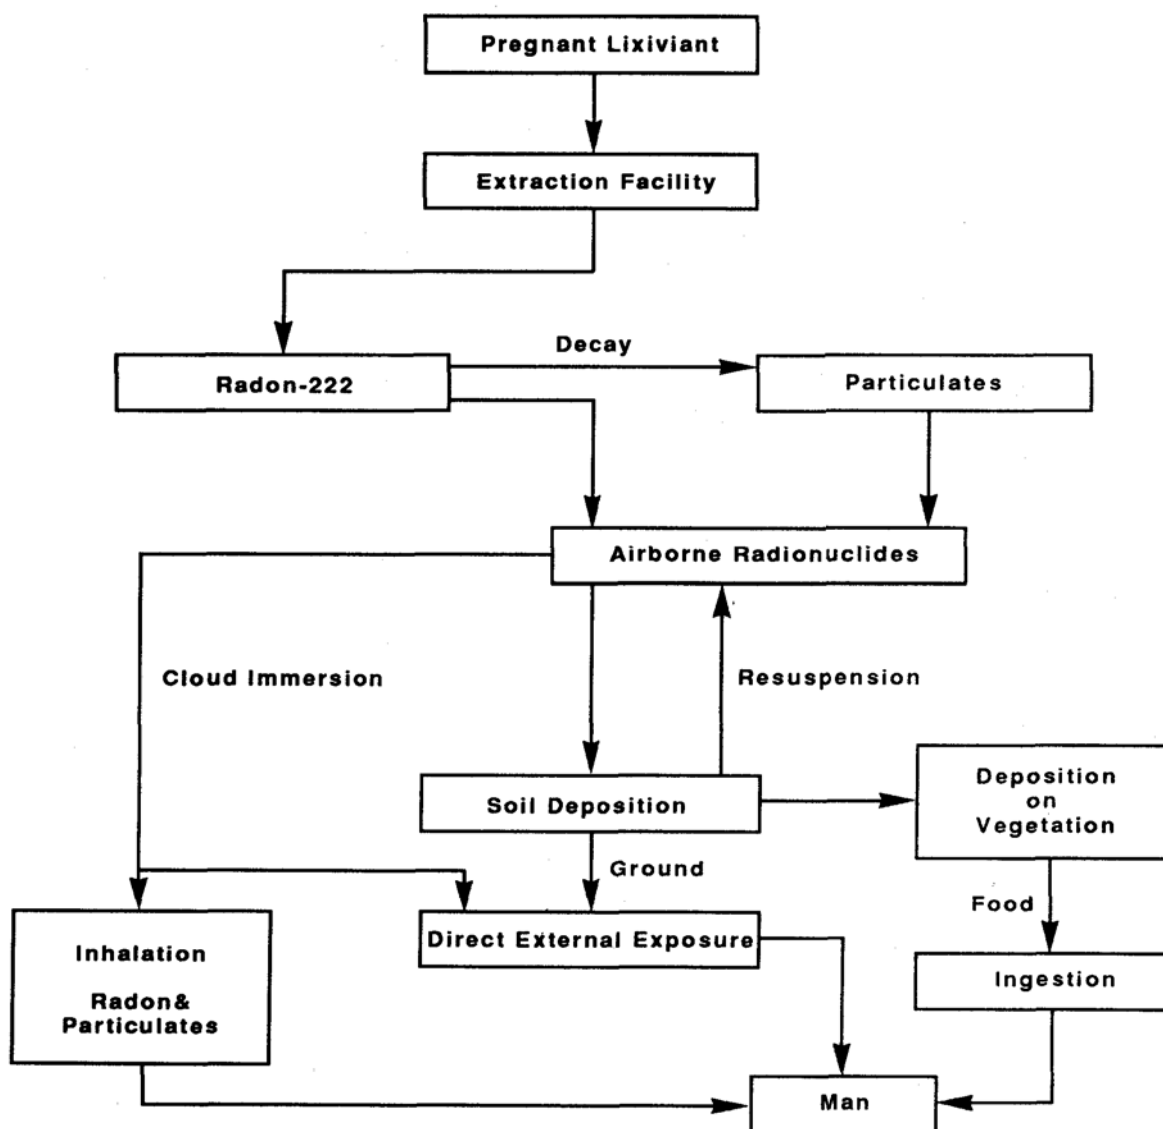 Pregnant Lixiviant
Extraction Facility
Decay
Radon-222
Particulates
Airborne Radionuclides
Cloud Immersion
Resuspension
Soil Deposition
Deposition
on
Vegetation
Ground
Food
Inhalation
Radon&
Particulates
Direct External Exposure
Ingestion
Man